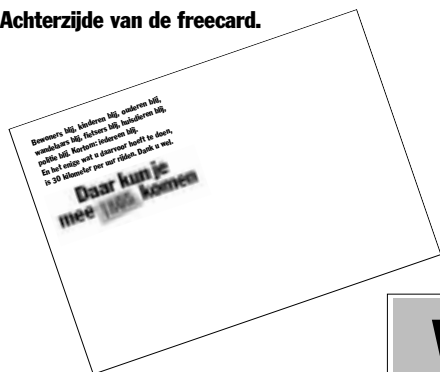 Achterzijde van de freecard.
Bewoners blij, kinderen blij, ouderen blij,
wandelaars blij, fietsers blij, huisdieren blij,
politie blij. Kortom: iedereen blij.
En het enige wat u daarvoor hoeft te doen,
is 30 kilometer per uur rijden. Dank u wel.
Daar kun je
mee komen